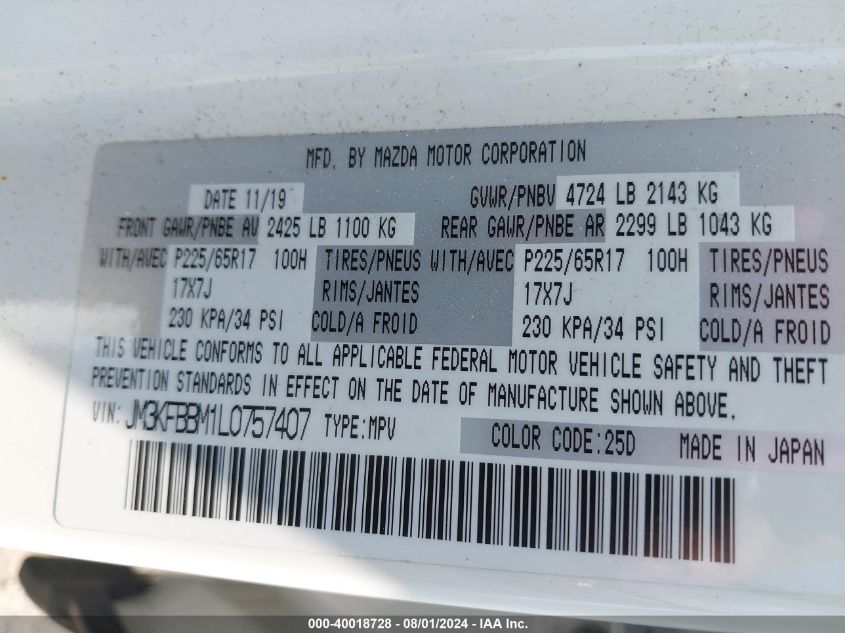 MFD. BY MAZDA MOTOR CORPORATION
DATE 11/19 GVWR/PNBV 4724 LB 2143 KG
FRONT GAWR/PNBE AV 2425 LB 1100 KG REAR GAWR/PNBE AR 2299 LB 1043 KG
WITH/AVEC P225/65R17 100H TIRES/PNEUS WITH/AVEC P225/65R17 100H TIRES/PNEUS
17X7J RIMS/JANTES 17X7J RIMS/JANTES
230 KPA/34 PSI COLD/A FROID 230 KPA/34 PSI COLD/A FROID
THIS VEHICLE CONFORMS TO ALL APPLICABLE FEDERAL MOTOR VEHICLE SAFETY AND THEFT
PREVENTION STANDARDS IN EFFECT ON THE DATE OF MANUFACTURE SHOWN ABOVE.
VIN: JM3KFBBM1L0757407 TYPE:MPV COLOR CODE:25D MADE IN JAPAN
000-40018728 - 08/01/2024 - IAA Inc.